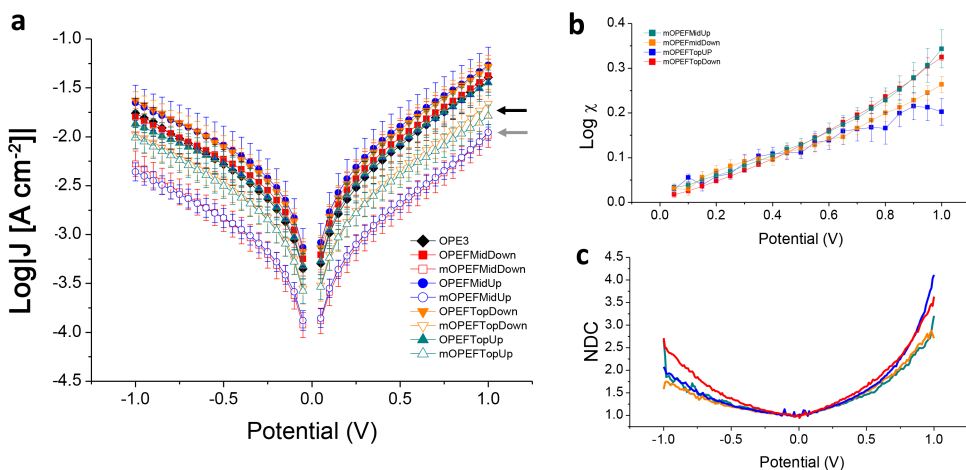 a
-1.0
-1.5
-2.0
-2.5
-3.0
-3.5
-4.0
-4.5
Log|J [A cm⁻²]|
OPE3
OPEFMidDown
mOPEFMidDown
OPEFMidUp
mOPEFMidUp
OPEFTopDown
mOPEFTopDown
OPEFTopUp
mOPEFTopUp
-1.0 -0.5 0.0 0.5 1.0
Potential (V)
b
0.4
0.3
0.2
0.1
0.0
Log χ
mOPEFMidUp
mOPEFmidDown
mOPEFTopUP
mOPEFTopDown
0.0 0.2 0.4 0.6 0.8 1.0
Potential (V)
c
4.5
4.0
3.5
3.0
2.5
2.0
1.5
1.0
NDC
-1.0 -0.5 0.0 0.5 1.0
Potential (V)